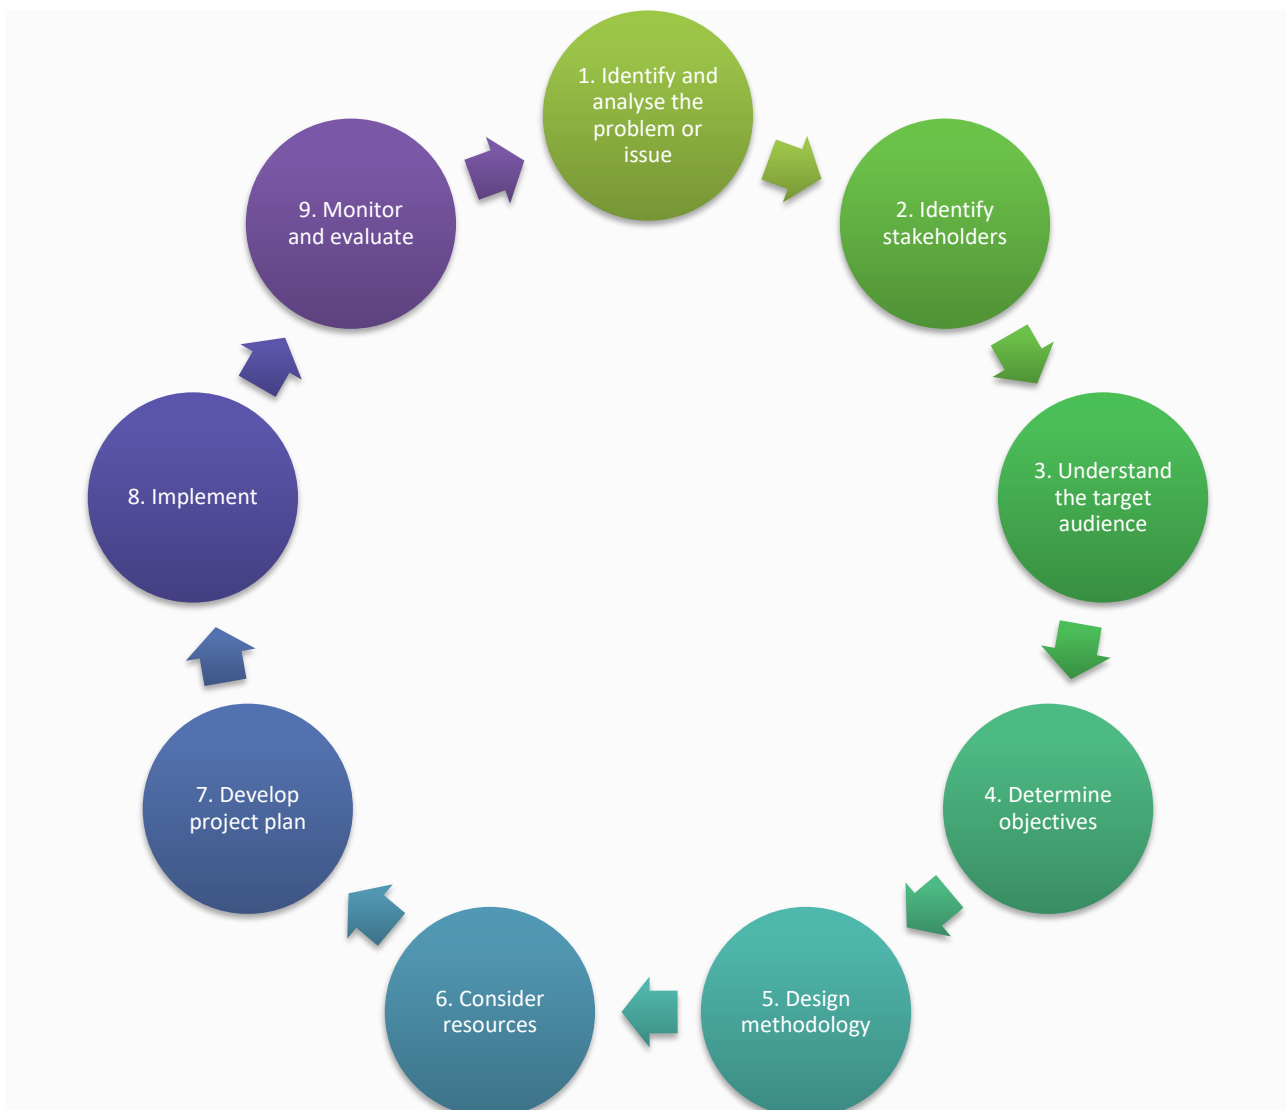 1. Identify and
analyse the
problem or
issue
2. Identify
stakeholders
3. Understand
the target
audience
4. Determine
objectives
5. Design
methodology
6. Consider
resources
7. Develop
project plan
8. Implement
9. Monitor
and evaluate